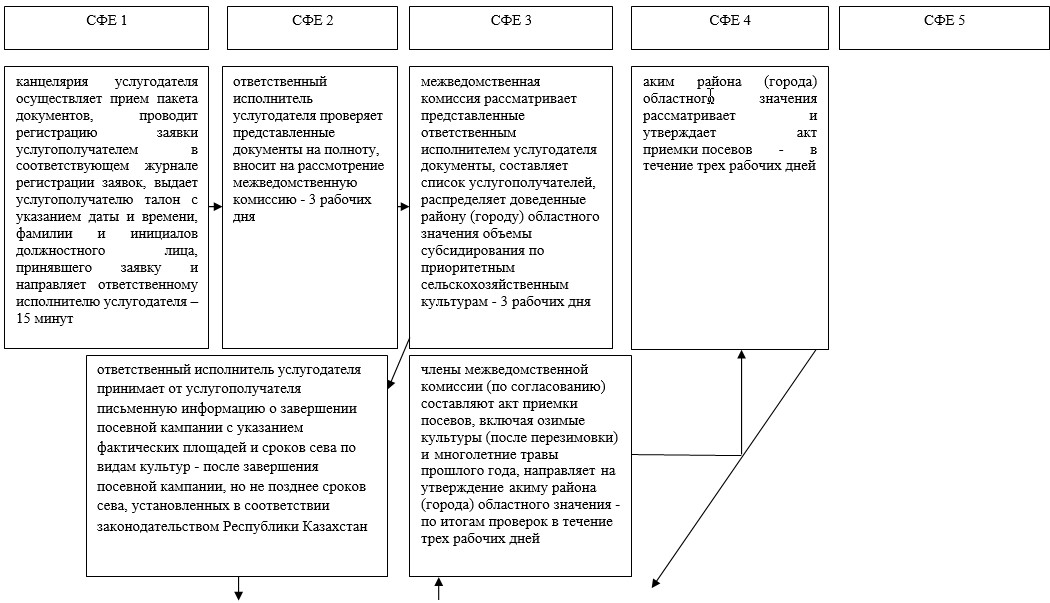 СФЕ 1
СФЕ 2
СФЕ 3
СФЕ 4
СФЕ 5
канцелярия услугодателя
осуществляет прием пакета
документов, проводит
регистрацию заявки
услугополучателем в
соответствующем журнале
регистрации заявок, выдает
услугополучателю талон с
указанием даты и времени,
фамилии и инициалов
должностного лица,
принявшего заявку и
направляет ответственному
исполнителю услугодателя –
15 минут
ответственный
исполнитель
услугодателя проверяет
представленные
документы на полноту,
вносит на рассмотрение
межведомственную
комиссию - 3 рабочих
дня
межведомственная
комиссия рассматривает
представленные
ответственным
исполнителем услугодателя
документы, составляет
список услугополучателей,
распределяет доведенные
району (городу) областного
значения объемы
субсидирования по
приоритетным
сельскохозяйственным
культурам - 3 рабочих дня
аким района (города)
областного значения
рассматривает и
утверждает акт
приемки посевов - в
течение трех рабочих дней
ответственный исполнитель услугодателя
принимает от услугополучателя
письменную информацию о завершении
посевной кампании с указанием
фактических площадей и сроков сева по
видам культур - после завершения
посевной кампании, но не позднее сроков
сева, установленных в соответствии
законодательством Республики Казахстан
члены межведомственной
комиссии (по согласованию)
составляют акт приемки
посевов, включая озимые
культуры (после перезимовки)
и многолетние травы
прошлого года, направляет на
утверждение акиму района
(города) областного значения -
по итогам проверок в течение
трех рабочих дней